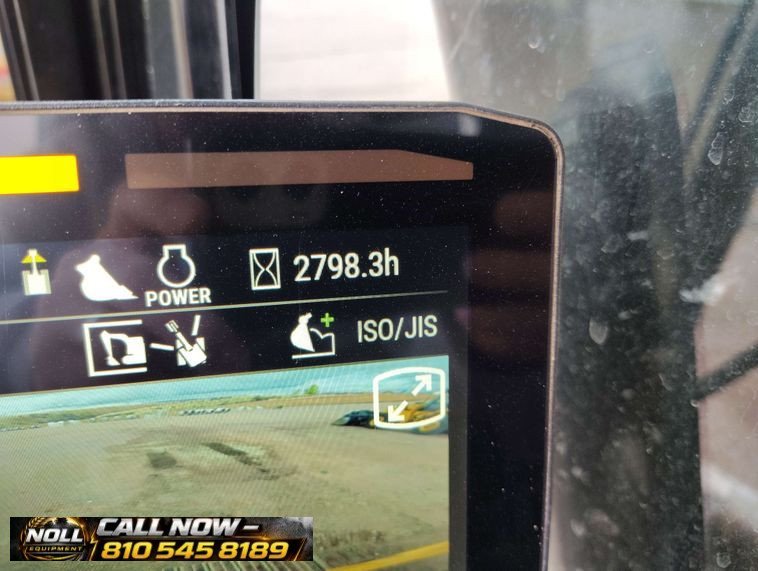 2798.3h
POWER
ISO/JIS
NOLL
EQUIPMENT
CALL NOW –
810 545 8189